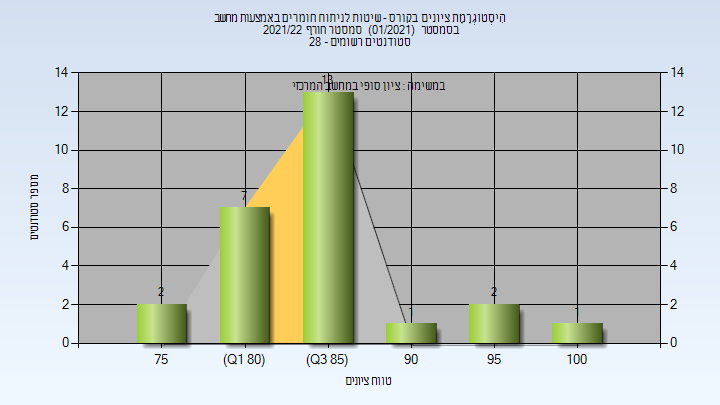 היסטוגרמת ציונים בקורס - שיטות לניתוח חומרים באמצעות מחשב
בסמסטר (01/2021) סמסטר חורף 2021/22
סטודנטים רשומים - 28
במשימה : ציון סופי במחשב המרכזי
14 14
12 12
10 10
8 8
6 6
4 4
2 2
0 0
2 7 13 1 2 1
מספר סטודנטים
75 (Q1 80) (Q3 85) 90 95 100
טווח ציונים